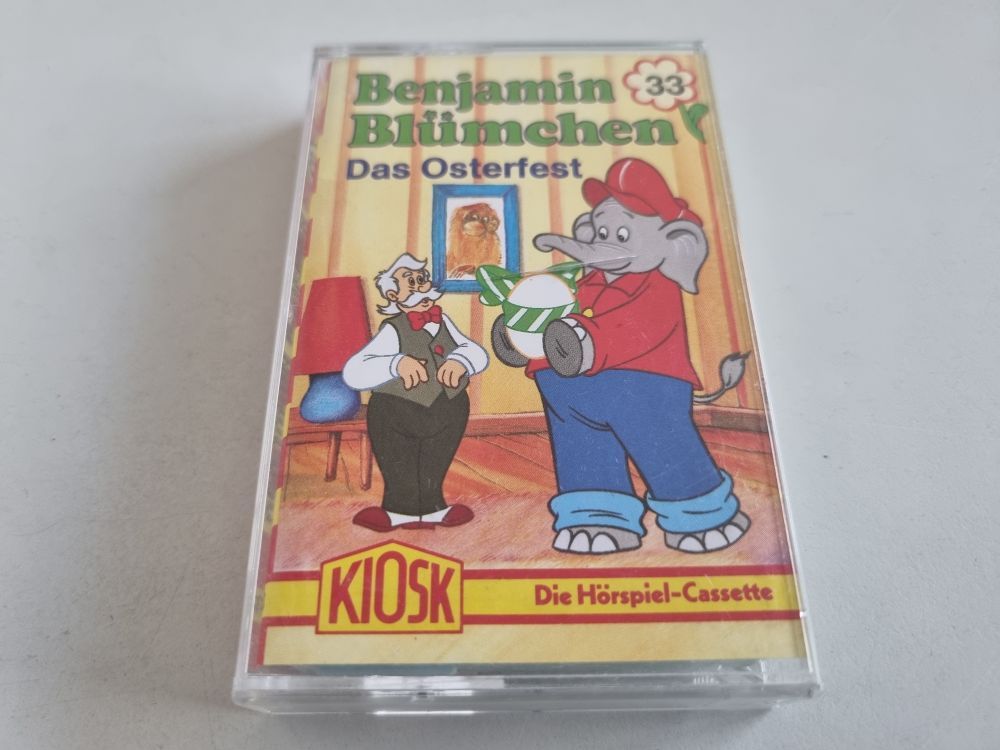 Benjamin
33
Blümchen
Das Osterfest
KIOSK
Die Hörspiel-Cassette